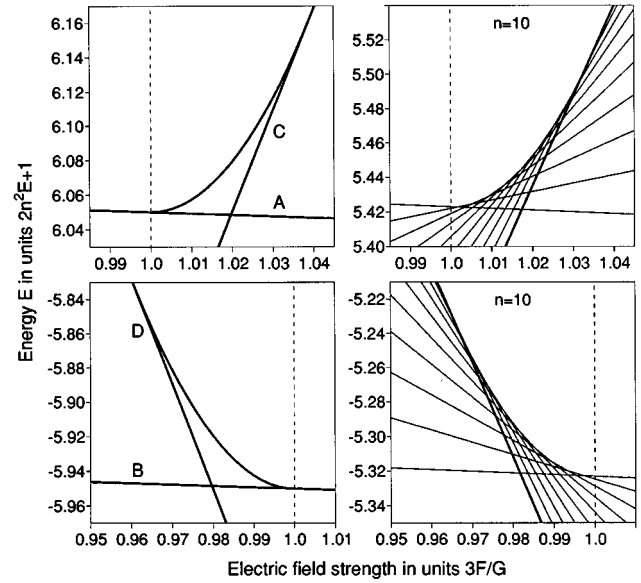 Energy E in units 2n²E+1
6.16
6.14
6.12
6.10
6.08
6.06
6.04
C
A
0.99 1.0 1.01 1.02 1.03 1.04
n=10
5.52
5.50
5.48
5.46
5.44
5.42
5.40
0.99 1.0 1.01 1.02 1.03 1.04
-5.84
-5.86
-5.88
-5.90
-5.92
-5.94
-5.96
D
B
0.95 0.96 0.97 0.98 0.99 1.0 1.01
n=10
-5.22
-5.24
-5.26
-5.28
-5.30
-5.32
-5.34
0.95 0.96 0.97 0.98 0.99 1.0
Electric field strength in units 3F/G